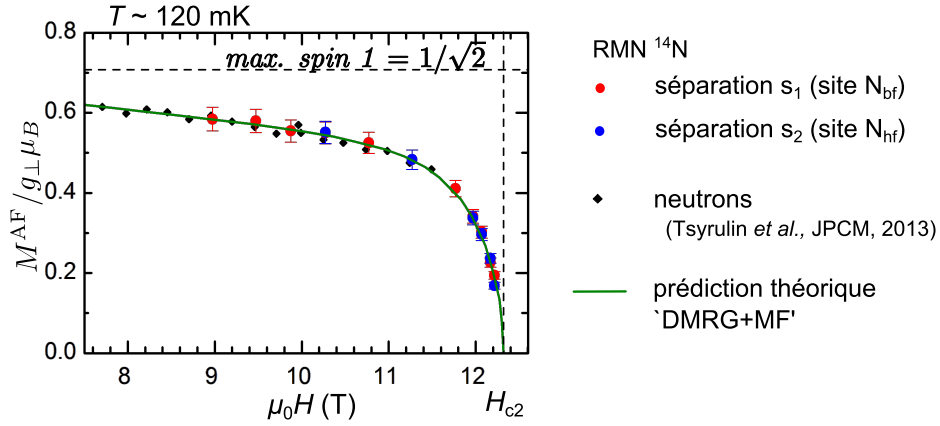 T ~ 120 mK
max. spin 1 = 1/√2
0.8
0.6
0.4
0.2
0.0
M^AF/g⊥μB
8
9
10
11
12
μ0H (T)
Hc2
RMN ¹⁴N
séparation s₁ (site Nbf)
séparation s₂ (site Nhf)
neutrons
(Tsyrulin et al., JPCM, 2013)
prédiction théorique
`DMRG+MF'